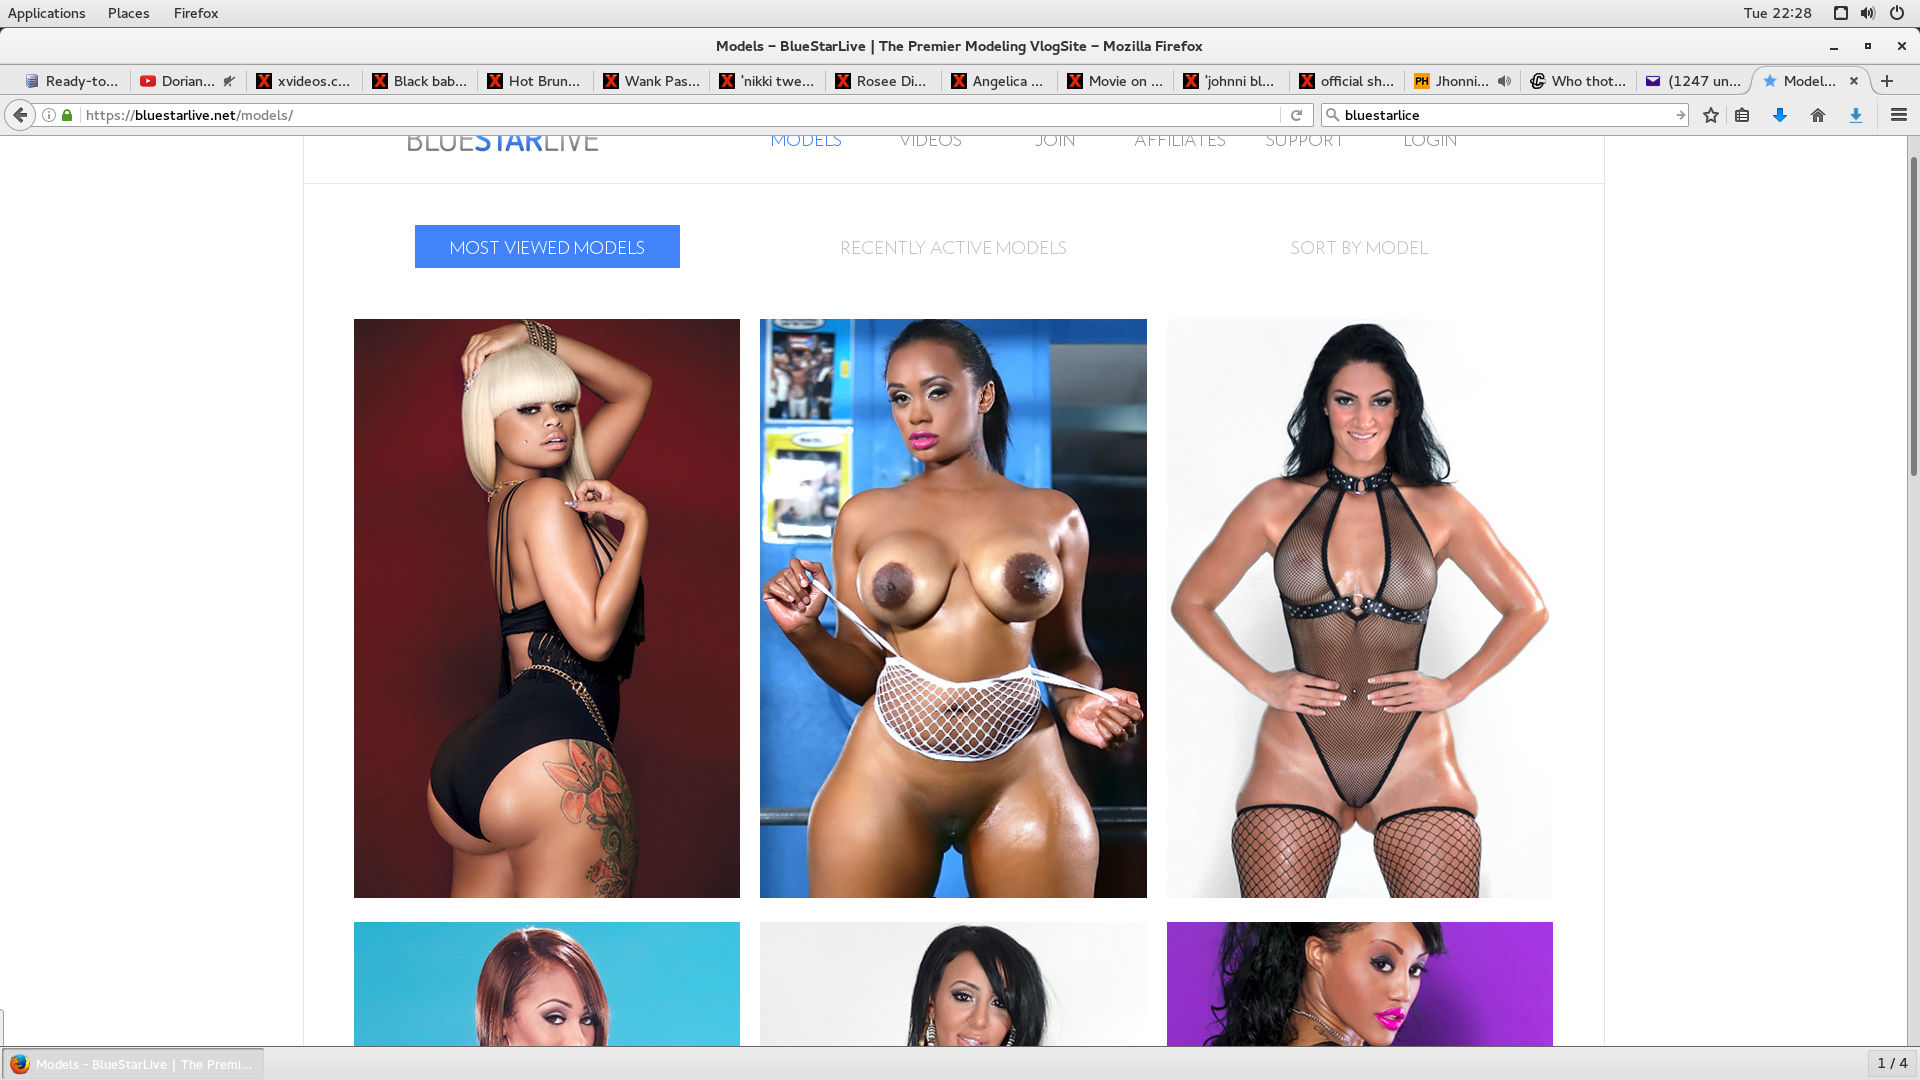 Applications Places Firefox Tue 22:28
Models – BlueStarLive | The Premier Modeling VlogSite – Mozilla Firefox
Ready-to... Dorian... xvideos.c... Black bab... Hot Brun... Wank Pas... 'nikki twe... Rosee Di... Angelica ... Movie on ... 'johnni bl... official sh... PH Jhonni... Who thot... (1247 un... Model...
https://bluestarlive.net/models/ bluestarlice
BLUESTARLIVE MODELS VIDEOS JOIN AFFILIATES SUPPORT LOGIN
MOST VIEWED MODELS RECENTLY ACTIVE MODELS SORT BY MODEL
Models - BlueStarLive | The Premi... 1 / 4